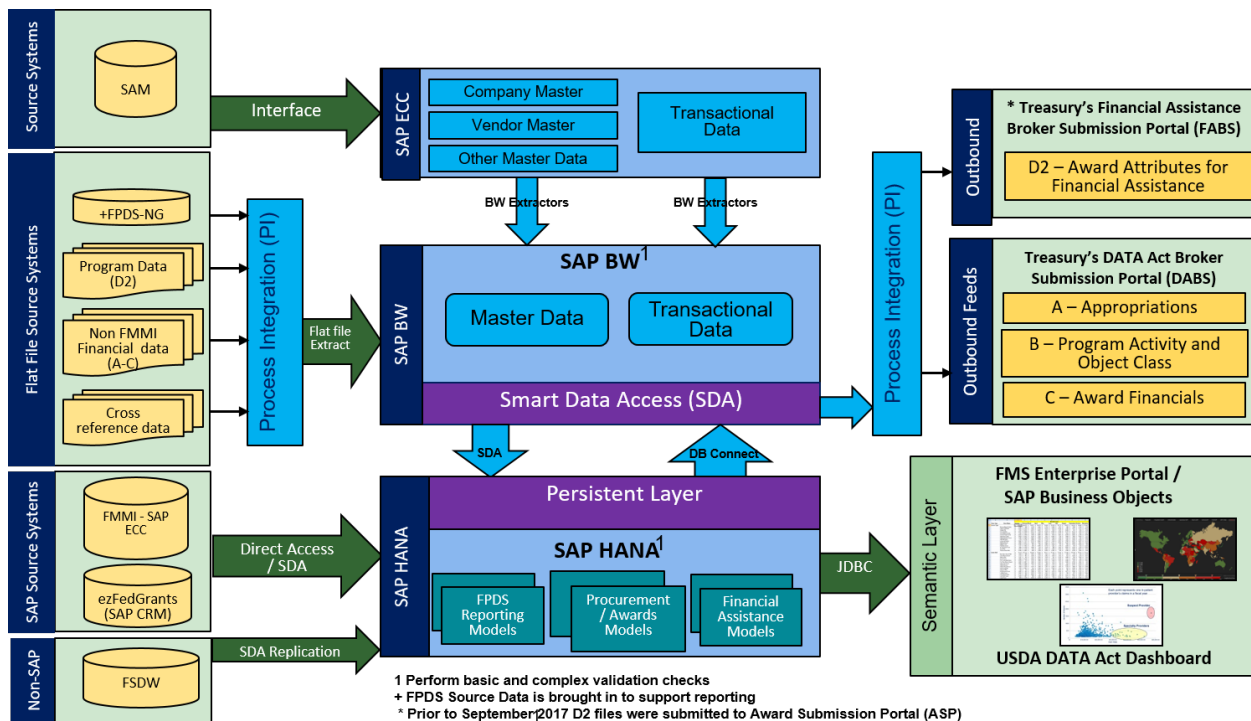 Source Systems
SAM
Interface
SAP ECC
Company Master
Vendor Master
Other Master Data
Transactional
Data
BW Extractors
BW Extractors
Flat File Source Systems
+FPDS-NG
Program Data
(D2)
Non FMMI
Financial data
(A-C)
Cross
reference data
Process Integration (PI)
Flat file
Extract
SAP BW
SAP BW1
Master Data
Transactional
Data
Smart Data Access (SDA)
SDA
DB Connect
Process Integration (PI)
Outbound
* Treasury's Financial Assistance
Broker Submission Portal (FABS)
D2 – Award Attributes for
Financial Assistance
Outbound Feeds
Treasury's DATA Act Broker
Submission Portal (DABS)
A – Appropriations
B – Program Activity and
Object Class
C – Award Financials
SAP Source Systems
FMMI - SAP
ECC
ezFedGrants
(SAP CRM)
Direct Access
/ SDA
Non-SAP
FSDW
SDA Replication
SAP HANA
Persistent Layer
SAP HANA1
FPDS
Reporting
Models
Procurement
/ Awards
Models
Financial
Assistance
Models
JDBC
Semantic Layer
FMS Enterprise Portal /
SAP Business Objects
USDA DATA Act Dashboard
1 Perform basic and complex validation checks
+ FPDS Source Data is brought in to support reporting
* Prior to September 2017 D2 files were submitted to Award Submission Portal (ASP)
1